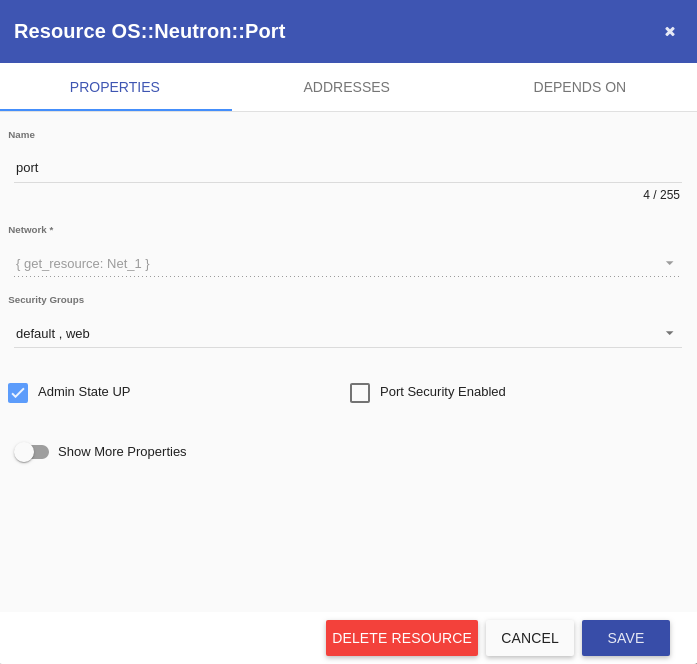 Resource OS::Neutron::Port
PROPERTIES ADDRESSES DEPENDS ON
Name
port
4 / 255
Network *
{ get_resource: Net_1 }
Security Groups
default , web
Admin State UP Port Security Enabled
Show More Properties
DELETE RESOURCE CANCEL SAVE